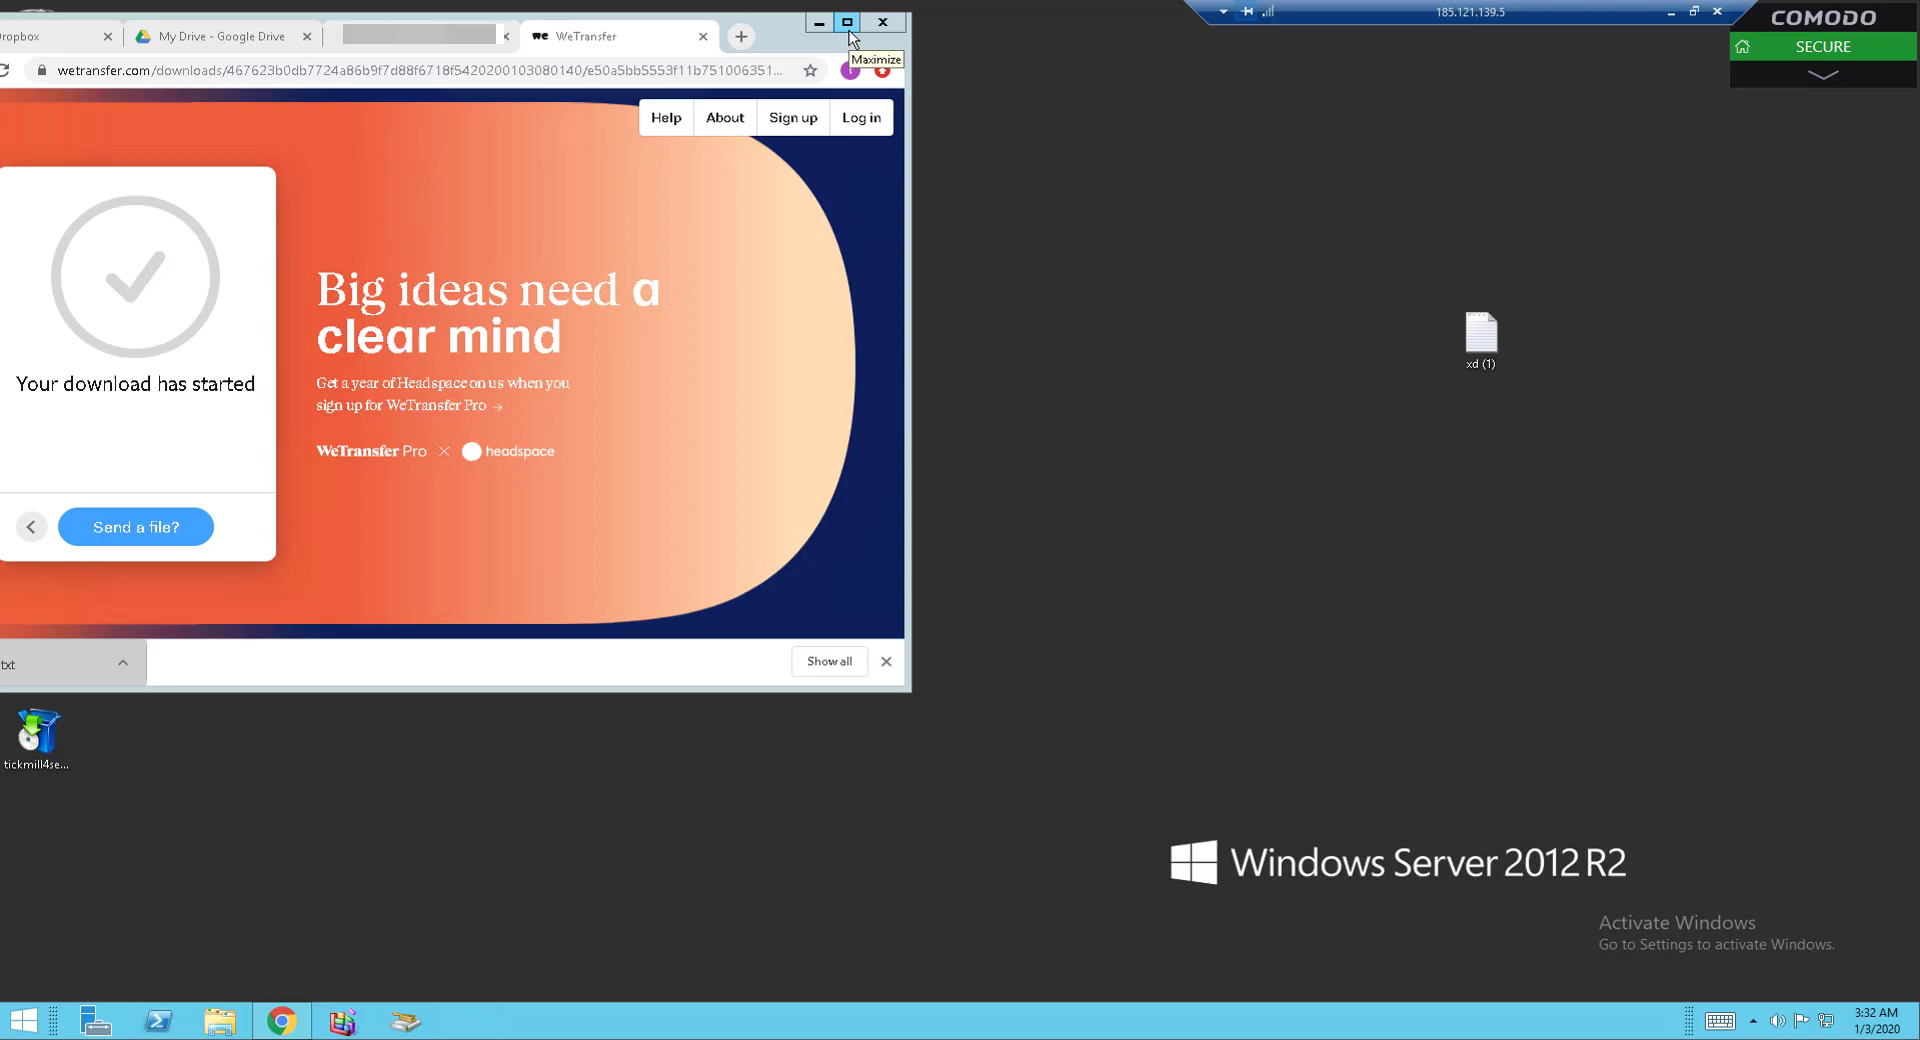 ropbox
My Drive - Google Drive
WeTransfer
185.121.139.5
COMODO
SECURE
wetransfer.com/downloads/467623b0db7724a86b9f7d88f6718f5420200103080140/e50a5bb5553f11b751006351...
Maximize
Help
About
Sign up
Log in
Your download has started
Send a file?
Big ideas need a
clear mind
Get a year of Headspace on us when you
sign up for WeTransfer Pro →
WeTransfer Pro × headspace
xd (1)
txt
Show all
tickmill4se...
Windows Server 2012 R2
Activate Windows
Go to Settings to activate Windows.
3:32 AM
1/3/2020